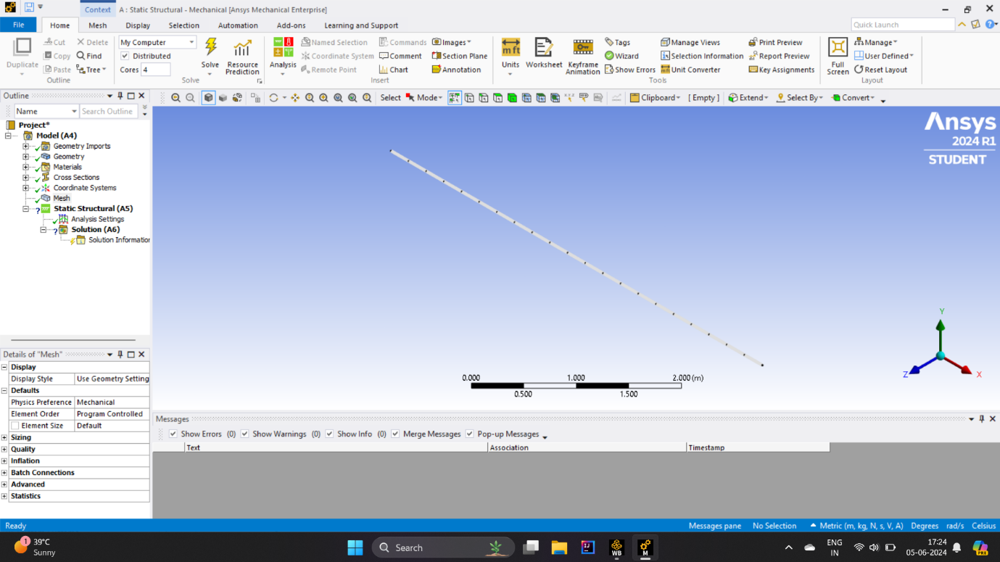 Context A : Static Structural - Mechanical [Ansys Mechanical Enterprise]
File Home Mesh Display Selection Automation Add-ons Learning and Support Quick Launch
Duplicate Cut Copy Paste Delete Find Tree Outline
My Computer Distributed Cores 4 Solve Resource Prediction Solve
Analysis Named Selection Coordinate System Remote Point Commands Comment Chart Images Section Plane Annotation Insert
Units Worksheet Keyframe Animation Tags Wizard Show Errors Manage Views Selection Information Unit Converter Print Preview Report Preview Key Assignments Tools
Full Screen Manage User Defined Reset Layout Layout
Outline
Select Mode Clipboard [ Empty ] Extend Select By Convert
Name Search Outline
Project*
Model (A4)
Geometry Imports
Geometry
Materials
Cross Sections
Coordinate Systems
Mesh
Static Structural (A5)
Analysis Settings
Solution (A6)
Solution Information
Ansys
2024 R1
STUDENT
Y
Z X
0.000 1.000 2.000 (m)
0.500 1.500
Details of "Mesh"
Display
Display Style Use Geometry Setting
Defaults
Physics Preference Mechanical
Element Order Program Controlled
Element Size Default
Sizing
Quality
Inflation
Batch Connections
Advanced
Statistics
Messages
Show Errors (0) Show Warnings (0) Show Info (0) Merge Messages Pop-up Messages
Text Association Timestamp
Ready Messages pane No Selection Metric (m, kg, N, s, V, A) Degrees rad/s Celsius
1 39°C
Sunny
Search
WB M
ENG
IN
17:24
05-06-2024
PRE